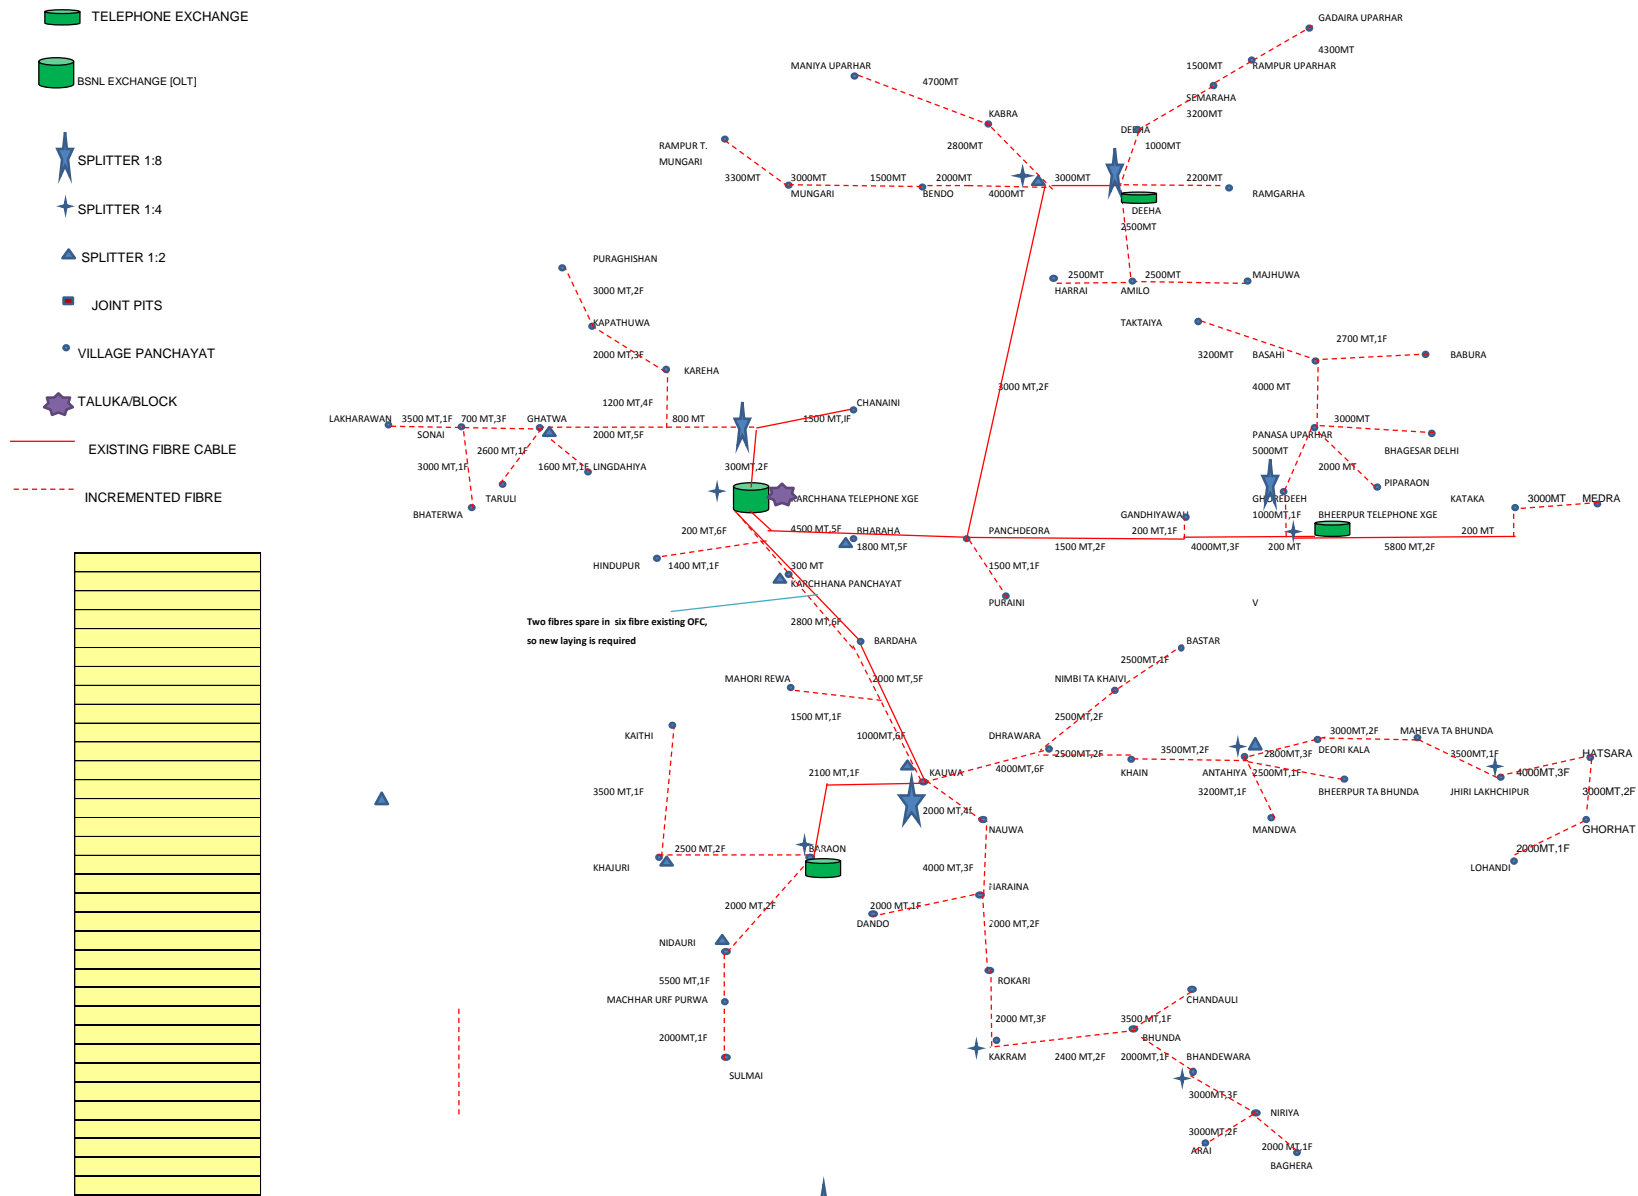 TELEPHONE EXCHANGE
BSNL EXCHANGE [OLT]
SPLITTER 1:8
SPLITTER 1:4
SPLITTER 1:2
JOINT PITS
VILLAGE PANCHAYAT
TALUKA/BLOCK
EXISTING FIBRE CABLE
INCREMENTED FIBRE
GADAIRA UPARHAR
4300MT
1500MT
RAMPUR UPARHAR
MANIYA UPARHAR
4700MT
SEMARAHA
3200MT
KABRA
DEEHA
1000MT
2800MT
RAMPUR T.
MUNGARI
3300MT
3000MT
1500MT
2000MT
3000MT
2200MT
MUNGARI
BENDO
4000MT
RAMGARHA
DEEHA
2500MT
PURAGHISHAN
2500MT
2500MT
MAJHUWA
HARRAI
AMILO
3000 MT,2F
KAPATHUWA
TAKTAIYA
2000 MT,3F
2700 MT,1F
3200MT
BASAHI
BABURA
KAREHA
3000 MT,2F
4000 MT
1200 MT,4F
CHANAINI
LAKHARAWAN
3500 MT,1F
700 MT,3F
GHATWA
800 MT
1500 MT,IF
3000MT
SONAI
2000 MT,5F
PANASA UPARHAR
2600 MT,1F
5000MT
BHAGESAR DELHI
3000 MT,1F
1600 MT,1F
LINGDAHIYA
300MT,2F
2000 MT
PIPARAON
TARULI
KARCHHANA TELEPHONE XGE
GHOREDEEH
KATAKA
3000MT
MEDRA
BHATERWA
GANDHIYAWAH
1000MT,1F
BHEERPUR TELEPHONE XGE
200 MT,6F
4500 MT,5F
BHARAHA
PANCHDEORA
200 MT,1F
200 MT
1800 MT,5F
1500 MT,2F
4000MT,3F
200 MT
5800 MT,2F
HINDUPUR
1400 MT,1F
300 MT
1500 MT,1F
KARCHHANA PANCHAYAT
PURAINI
V
Two fibres spare in six fibre existing OFC,
so new laying is required
2800 MT,6F
BARDAHA
BASTAR
2500MT,1F
MAHORI REWA
2000 MT,5F
NIMBI TA KHAIVI
1500 MT,1F
2500MT,2F
KAITHI
1000MT,6F
DHRAWARA
3000MT,2F
MAHEVA TA BHUNDA
2500MT,2F
3500MT,2F
2800MT,3F
DEORI KALA
3500MT,1F
HATSARA
2100 MT,1F
KAUWA
4000MT,6F
KHAIN
ANTAHIYA
2500MT,1F
4000MT,3F
3500 MT,1F
3200MT,1F
BHEERPUR TA BHUNDA
JHIRI LAKHCHIPUR
3000MT,2F
2000 MT,4f
NAUWA
MANDWA
GHORHAT
2500 MT,2F
BARAON
2000MT,1F
KHAJURI
4000 MT,3F
LOHANDI
HARAINA
2000 MT,2F
2000 MT,1F
DANDO
2000 MT,2F
NIDAURI
5500 MT,1F
ROKARI
MACHHAR URF PURWA
CHANDAULI
2000 MT,3F
3500 MT,1F
2000MT,1F
BHUNDA
KAKRAM
2400 MT,2F
2000MT,1F
BHANDEWARA
SULMAI
3000MT,3F
NIRIYA
3000MT,2F
ARAI
2000 MT,1F
BAGHERA